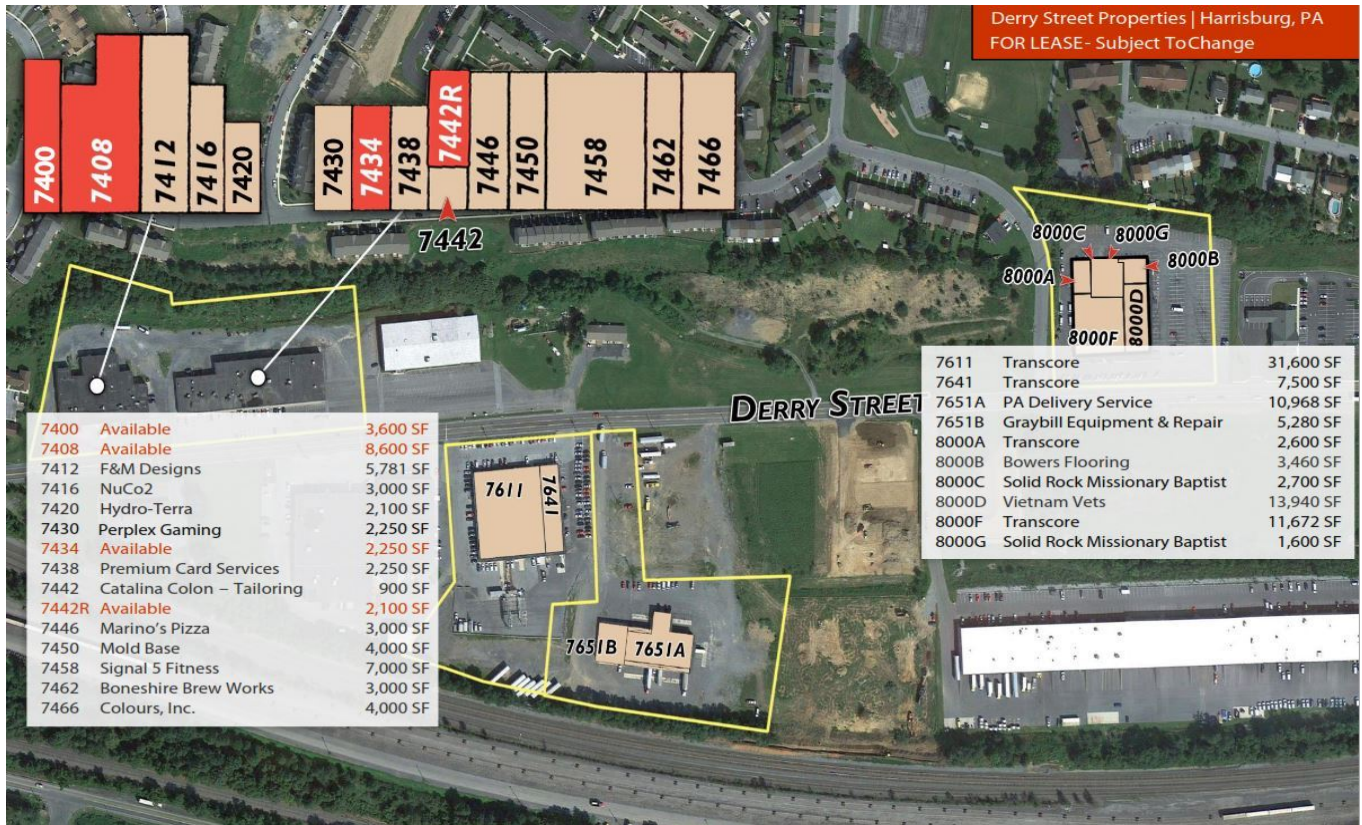 Derry Street Properties | Harrisburg, PA
FOR LEASE- Subject To Change
7400
7408
7412
7416
7420
7430
7434
7438
7442R
7446
7450
7458
7462
7466
7442
8000C
8000G
8000B
8000A
8000D
8000F
DERRY STREET
7611
7641
7651B
7651A
7400 Available 3,600 SF
7408 Available 8,600 SF
7412 F&M Designs 5,781 SF
7416 NuCo2 3,000 SF
7420 Hydro-Terra 2,100 SF
7430 Perplex Gaming 2,250 SF
7434 Available 2,250 SF
7438 Premium Card Services 2,250 SF
7442 Catalina Colon – Tailoring 900 SF
7442R Available 2,100 SF
7446 Marino's Pizza 3,000 SF
7450 Mold Base 4,000 SF
7458 Signal 5 Fitness 7,000 SF
7462 Boneshire Brew Works 3,000 SF
7466 Colours, Inc. 4,000 SF
7611 Transcore 31,600 SF
7641 Transcore 7,500 SF
7651A PA Delivery Service 10,968 SF
7651B Graybill Equipment & Repair 5,280 SF
8000A Transcore 2,600 SF
8000B Bowers Flooring 3,460 SF
8000C Solid Rock Missionary Baptist 2,700 SF
8000D Vietnam Vets 13,940 SF
8000F Transcore 11,672 SF
8000G Solid Rock Missionary Baptist 1,600 SF